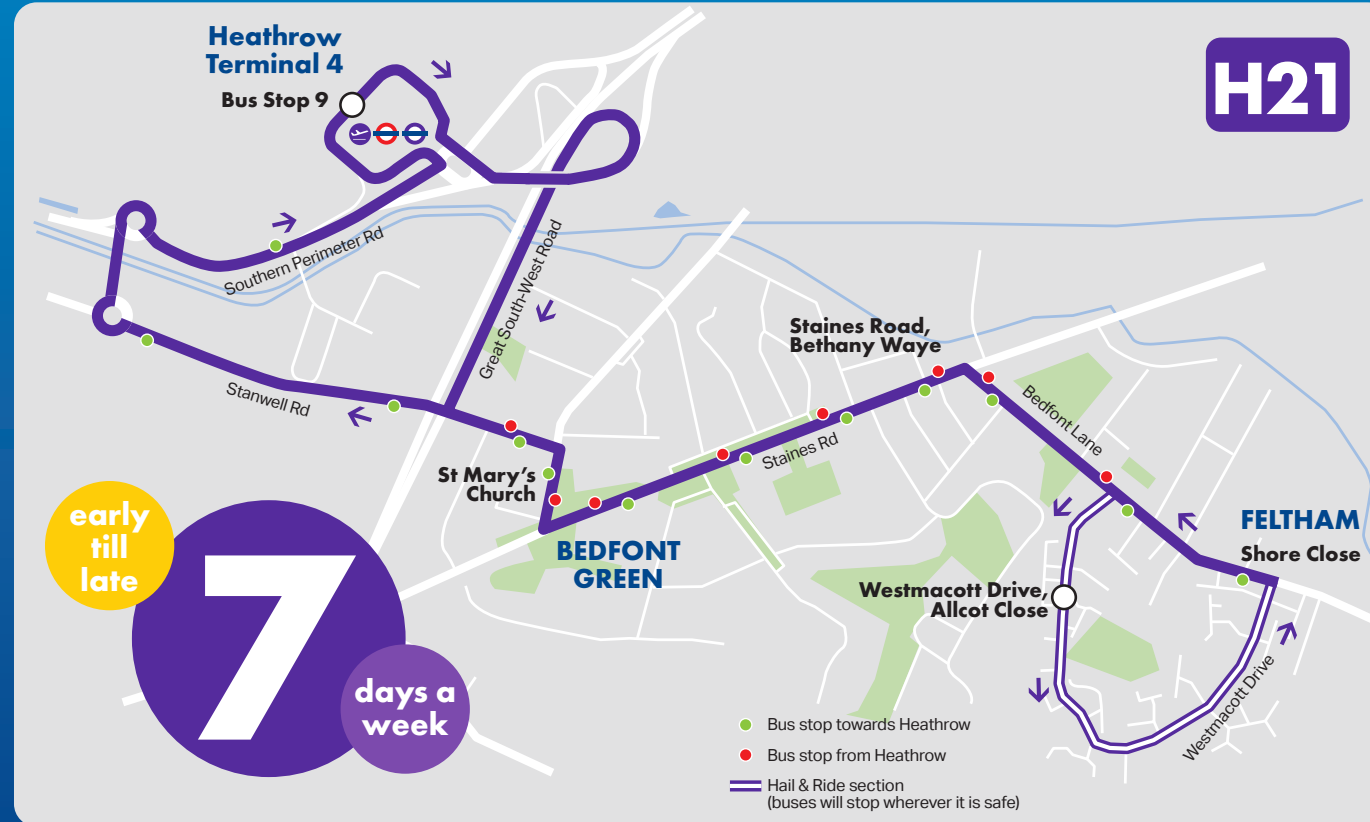 Heathrow
Terminal 4
Bus Stop 9
H21
Southern Perimeter Rd
Great South-West Road
Stanwell Rd
Staines Road,
Bethany Waye
Bedfont Lane
Staines Rd
St Mary's
Church
BEDFONT
GREEN
FELTHAM
Shore Close
Westmacott Drive,
Allcot Close
Westmacott Drive
early
till
late
7
days a
week
Bus stop towards Heathrow
Bus stop from Heathrow
Hail & Ride section
(buses will stop wherever it is safe)